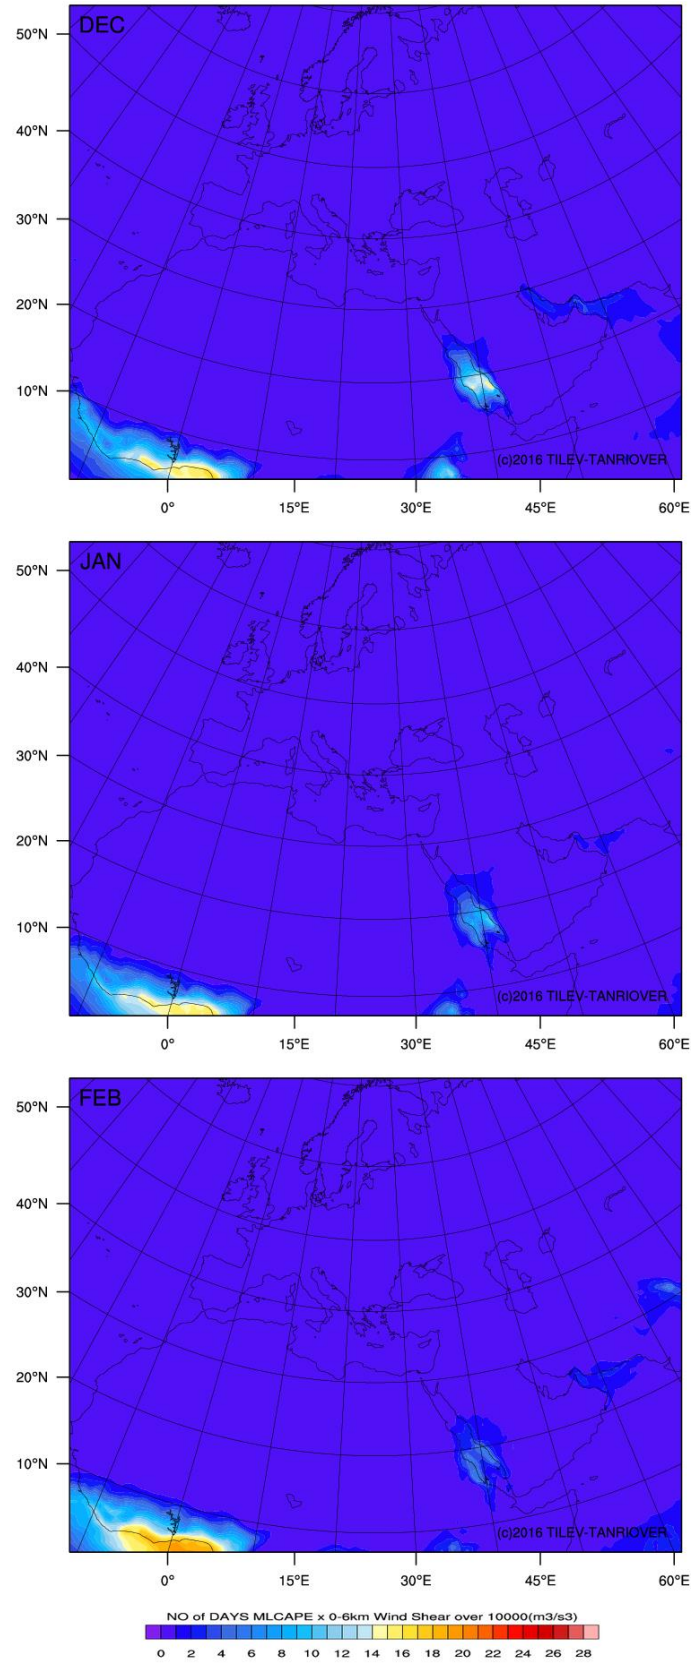 DEC
50°N
40°N
30°N
20°N
10°N
(c)2016 TILEV-TANRIOVER
0° 15°E 30°E 45°E 60°E
JAN
50°N
40°N
30°N
20°N
10°N
(c)2016 TILEV-TANRIOVER
0° 15°E 30°E 45°E 60°E
FEB
50°N
40°N
30°N
20°N
10°N
(c)2016 TILEV-TANRIOVER
0° 15°E 30°E 45°E 60°E
NO of DAYS MLCAPE x 0-6km Wind Shear over 10000(m3/s3)
0 2 4 6 8 10 12 14 16 18 20 22 24 26 28